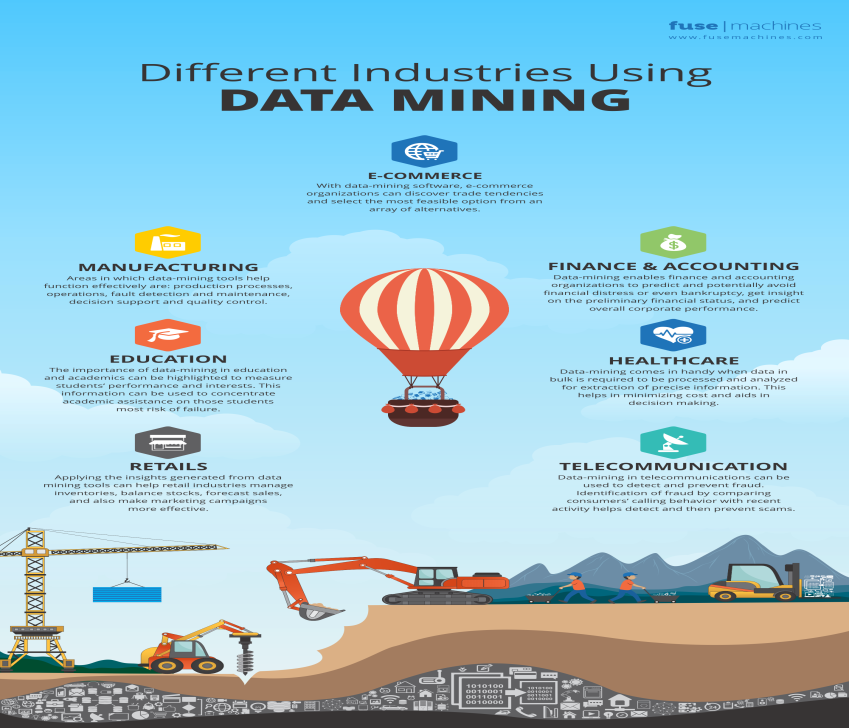 fuse|machines
www.fusemachines.com
Different Industries Using
DATA MINING
E-COMMERCE
With data-mining software, e-commerce
organizations can discover trade tendencies
and select the most feasible option from an
array of alternatives.
MANUFACTURING
Areas in which data-mining tools help
function effectively are: production processes,
operations, fault detection and maintenance,
decision support and quality control.
FINANCE & ACCOUNTING
Data-mining enables finance and accounting
organizations to predict and potentially avoid
financial distress or even bankruptcy, get insight
on the preliminary financial status, and predict
overall corporate performance.
EDUCATION
The importance of data-mining in education
and academics can be highlighted to measure
students' performance and interests. This
information can be used to concentrate
academic assistance on those students
most risk of failure.
HEALTHCARE
Data-mining comes in handy when data in
bulk is required to be processed and analyzed
for extraction of precise information. This
helps in minimizing cost and aids in
decision making.
RETAILS
Applying the insights generated from data
mining tools can help retail industries manage
inventories, balance stocks, forecast sales,
and also make marketing campaigns
more effective.
TELECOMMUNICATION
Data-mining in telecommunications can be
used to detect and prevent fraud.
Identification of fraud by comparing
consumers' calling behavior with recent
activity helps detect and then prevent scams.
1010100
0010001
0011001
0010000